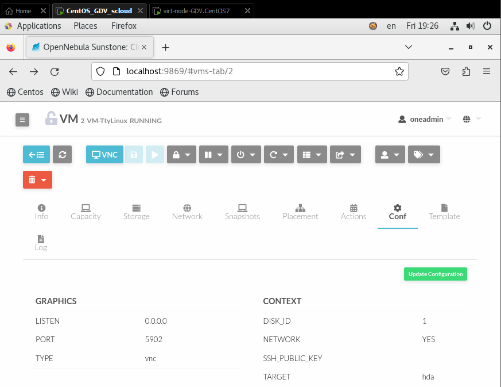 Home CentOS_GDV_scloud virt-node-GDV.CentOS7
Applications Places Firefox en Fri 19:26
OpenNebula Sunstone: Clo
localhost:9869/#vms-tab/2
Centos Wiki Documentation Forums
VM 2-VM-TtyLinux RUNNING oneadmin
VNC
Info Capacity Storage Network Snapshots Placement Actions Conf Template
Log
Update Configuration
GRAPHICS CONTEXT
LISTEN 0.0.0.0 DISK_ID 1
PORT 5902 NETWORK YES
TYPE vnc SSH_PUBLIC_KEY
TARGET hda